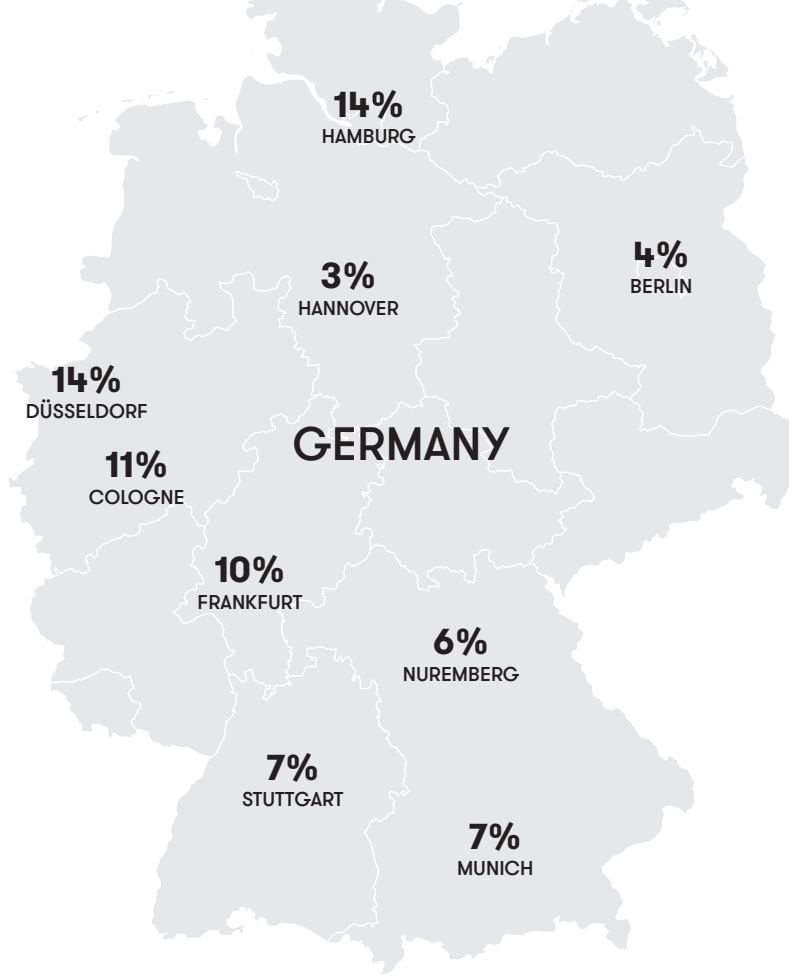 14%
HAMBURG
4%
BERLIN
3%
HANNOVER
14%
DÜSSELDORF
GERMANY
11%
COLOGNE
10%
FRANKFURT
6%
NUREMBERG
7%
STUTTGART
7%
MUNICH